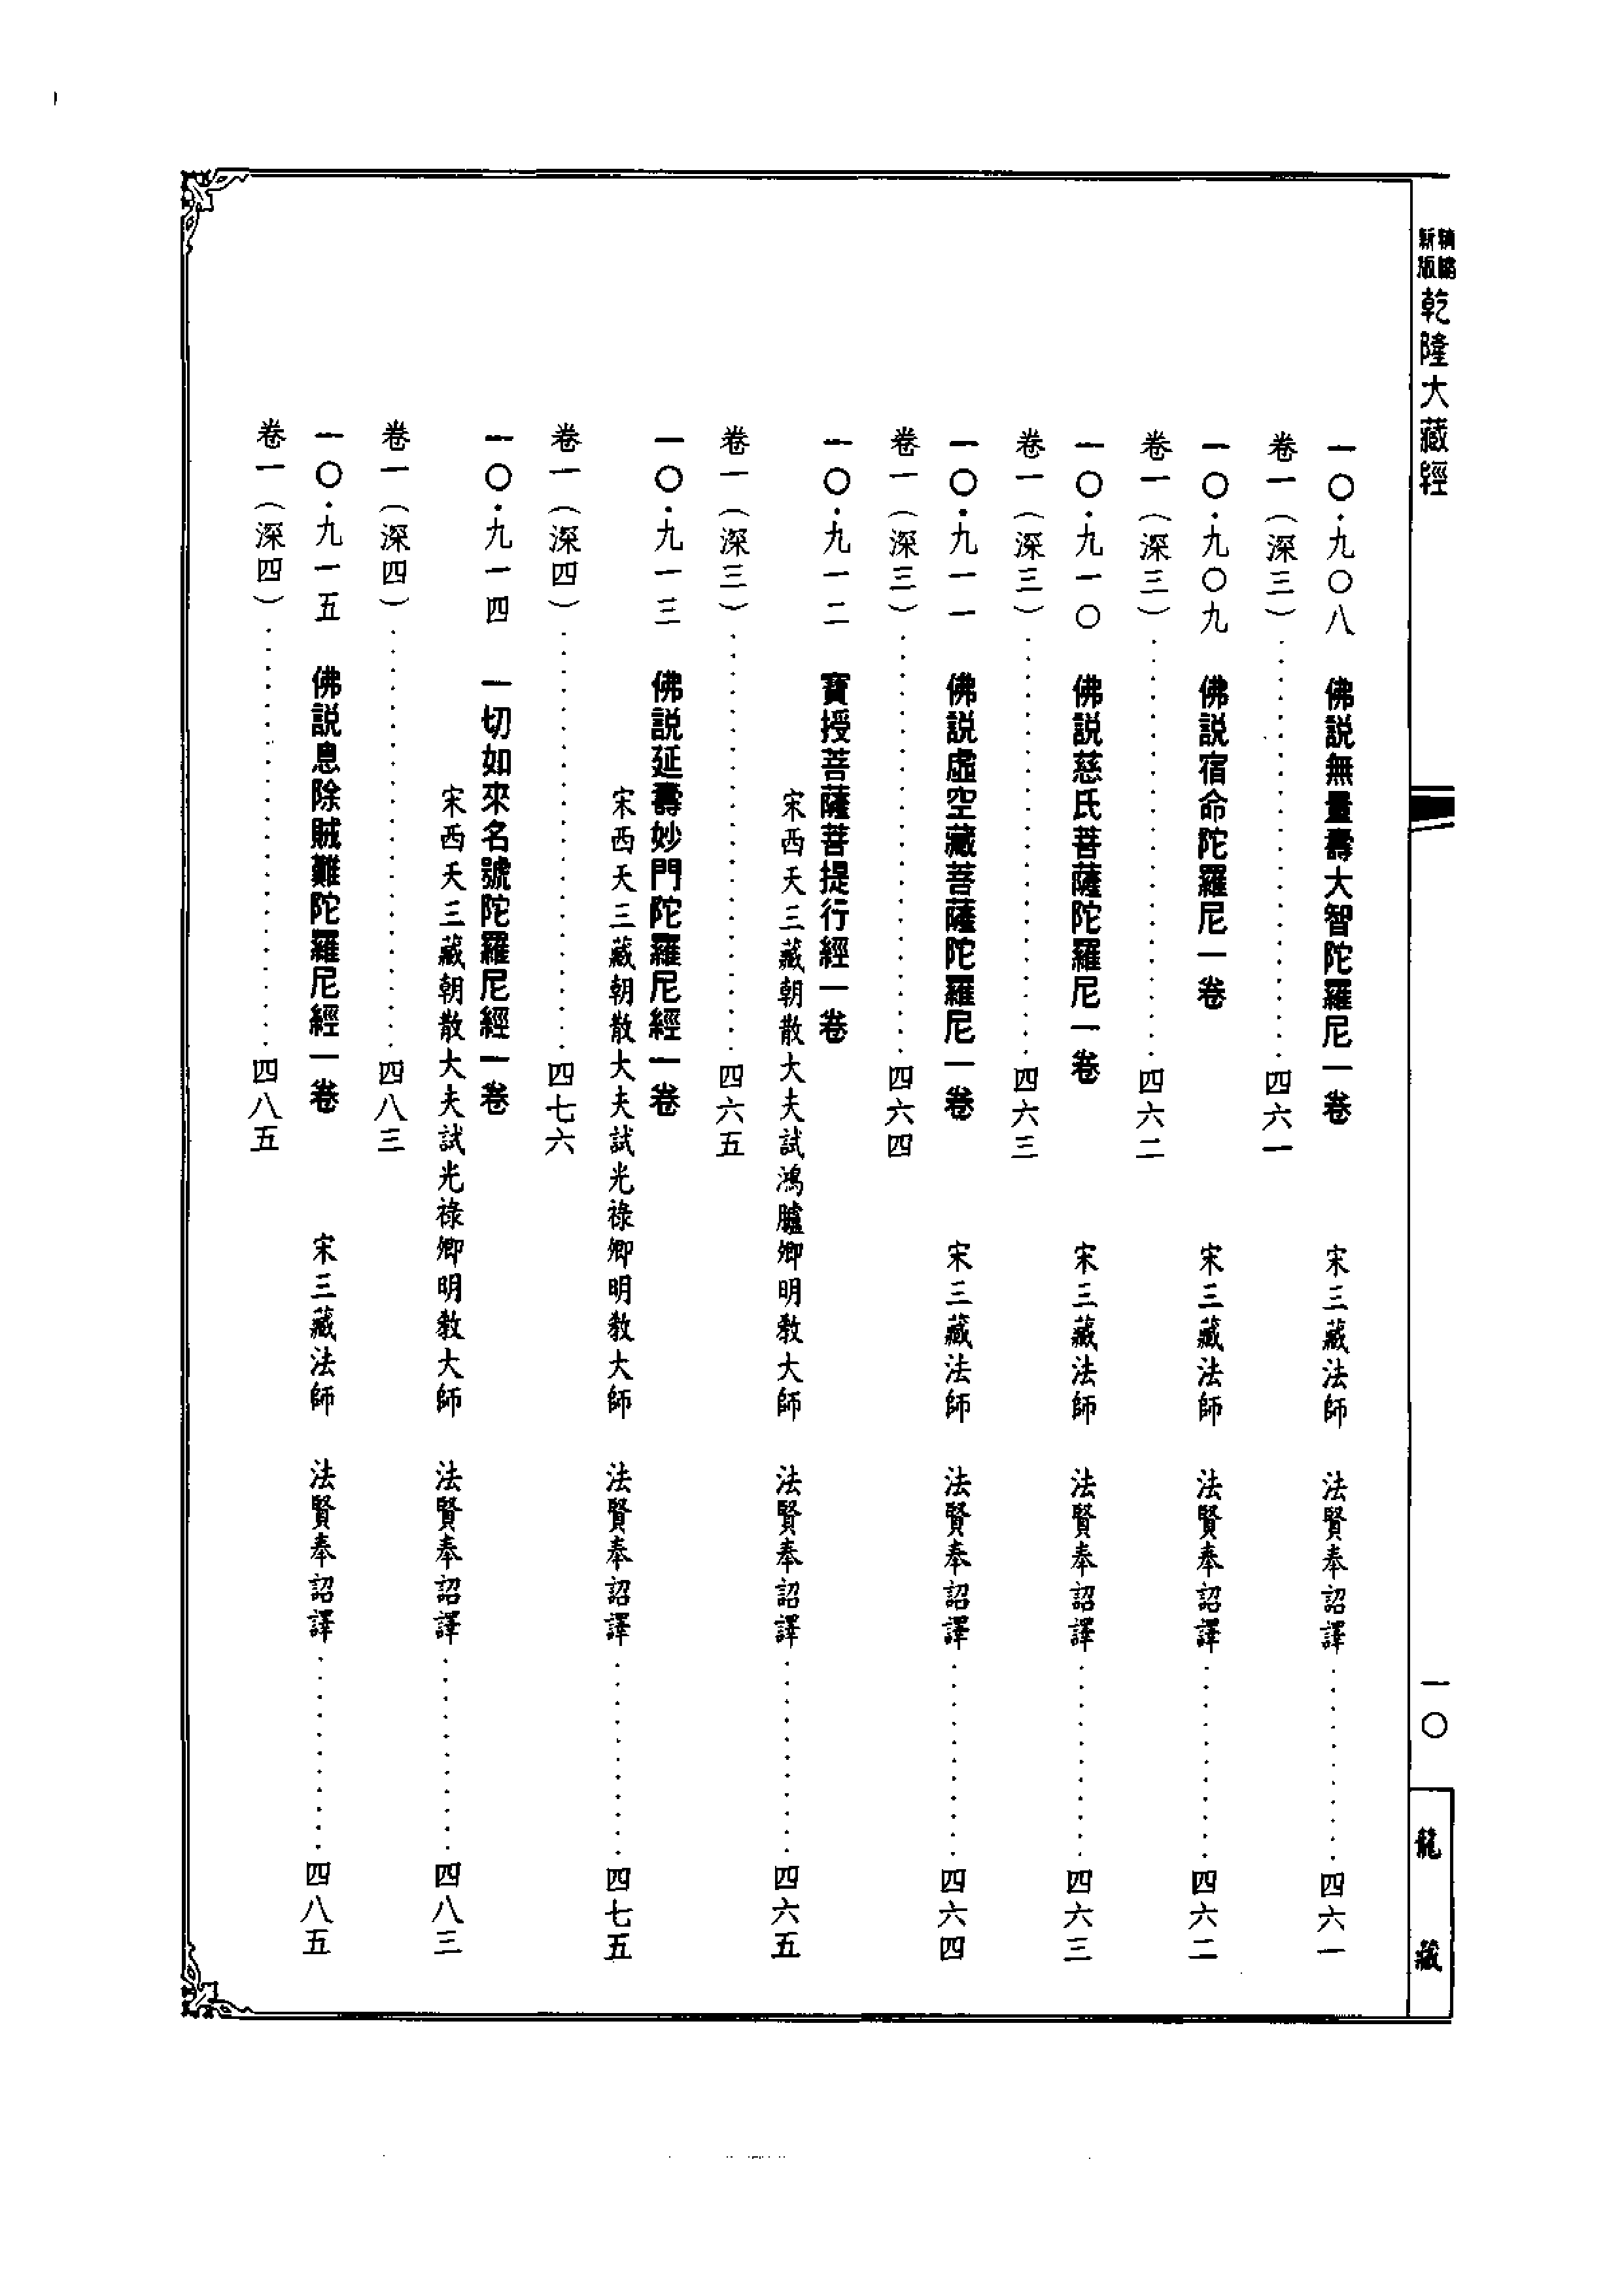 新版
乾隆大藏經
一〇
龍藏
一〇·九〇八 佛説無量壽大智陀羅尼一卷 宋三藏法師 法賢奉詔譯··········四六一
卷一（深三）····················四六一
一〇·九〇九 佛説宿命陀羅尼一卷 宋三藏法師 法賢奉詔譯··········四六二
卷一（深三）····················四六二
一〇·九一〇 佛説慈氏菩薩陀羅尼一卷 宋三藏法師 法賢奉詔譯··········四六三
卷一（深三）····················四六三
一〇·九一一 佛説虛空藏菩薩陀羅尼一卷 宋三藏法師 法賢奉詔譯··········四六四
卷一（深三）····················四六四
一〇·九一二 寶授菩薩菩提行經一卷
宋西天三藏朝散大夫試鴻臚卿明教大師 法賢奉詔譯··········四六五
卷一（深三）····················四六五
一〇·九一三 佛説延壽妙門陀羅尼經一卷
宋西天三藏朝散大夫試光祿卿明教大師 法賢奉詔譯··········四七五
卷一（深四）····················四七六
一〇·九一四 一切如來名號陀羅尼經一卷
宋西天三藏朝散大夫試光祿卿明教大師 法賢奉詔譯··········四八三
卷一（深四）····················四八三
一〇·九一五 佛説息除賊難陀羅尼經一卷 宋三藏法師 法賢奉詔譯··········四八五
卷一（深四）····················四八五